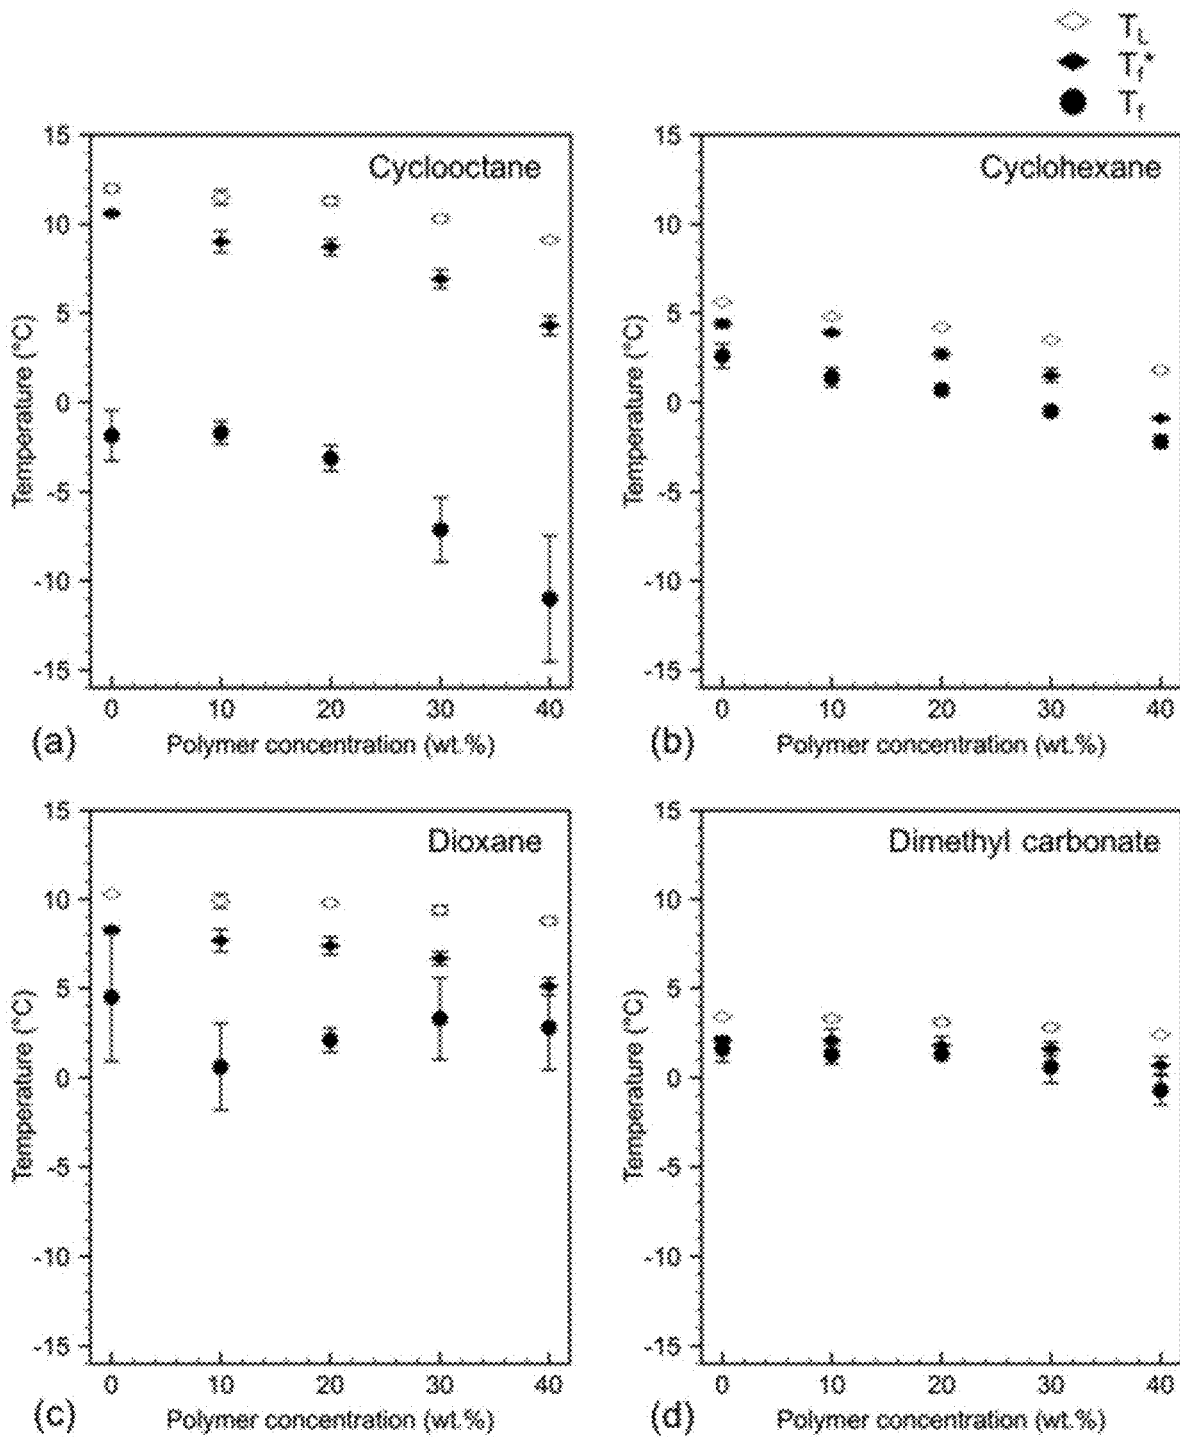 T_L
T_f*
T_f
15
10
5
0
-5
-10
-15
Temperature (°C)
Cyclooctane
0 10 20 30 40
(a) Polymer concentration (wt.%)
15
10
5
0
-5
-10
-15
Temperature (°C)
Cyclohexane
0 10 20 30 40
(b) Polymer concentration (wt.%)
15
10
5
0
-5
-10
-15
Temperature (°C)
Dioxane
0 10 20 30 40
(c) Polymer concentration (wt.%)
15
10
5
0
-5
-10
-15
Temperature (°C)
Dimethyl carbonate
0 10 20 30 40
(d) Polymer concentration (wt.%)